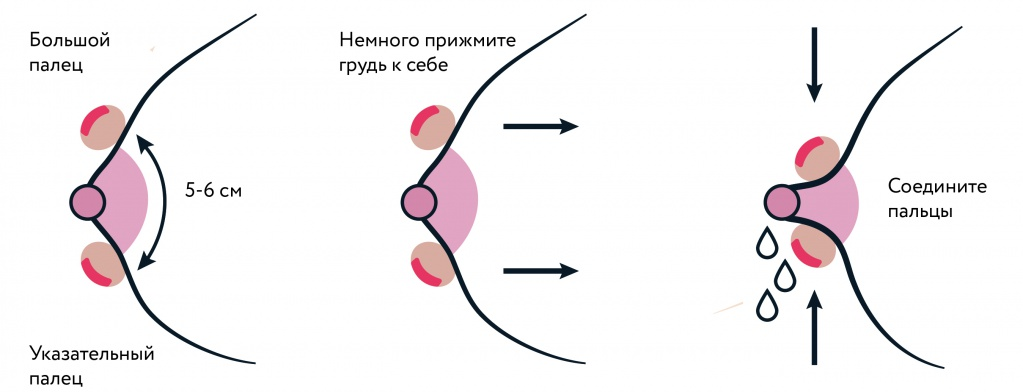 Большой
палец
5-6 см
Указательный
палец
Немного прижмите
грудь к себе
Соедините
пальцы